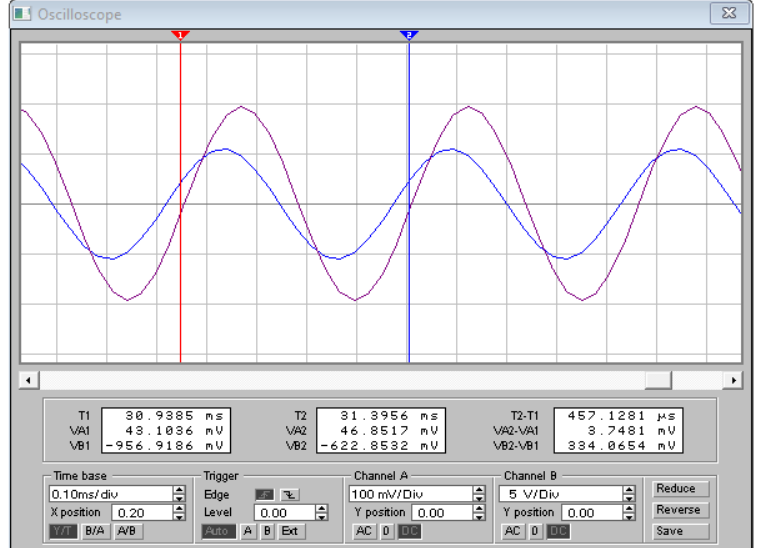 Oscilloscope
1 2
T1 30.9385 ms T2 31.3956 ms T2-T1 457.1281 µs
VA1 43.1036 mV VA2 46.8517 mV VA2-VA1 3.7481 mV
VB1 -956.9186 mV VB2 -622.8532 mV VB2-VB1 334.0654 mV
Time base Trigger Channel A Channel B
0.10ms/div Edge 100 mV/Div 5 V/Div Reduce
X position 0.20 Level 0.00 Y position 0.00 Y position 0.00 Reverse
Y/T B/A A/B Auto A B Ext AC 0 DC AC 0 DC Save